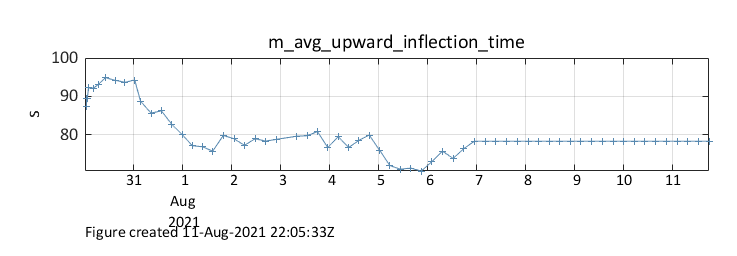 m_avg_upward_inflection_time
100
90
80
s
31 1 2 3 4 5 6 7 8 9 10 11
Aug
2021
Figure created 11-Aug-2021 22:05:33Z